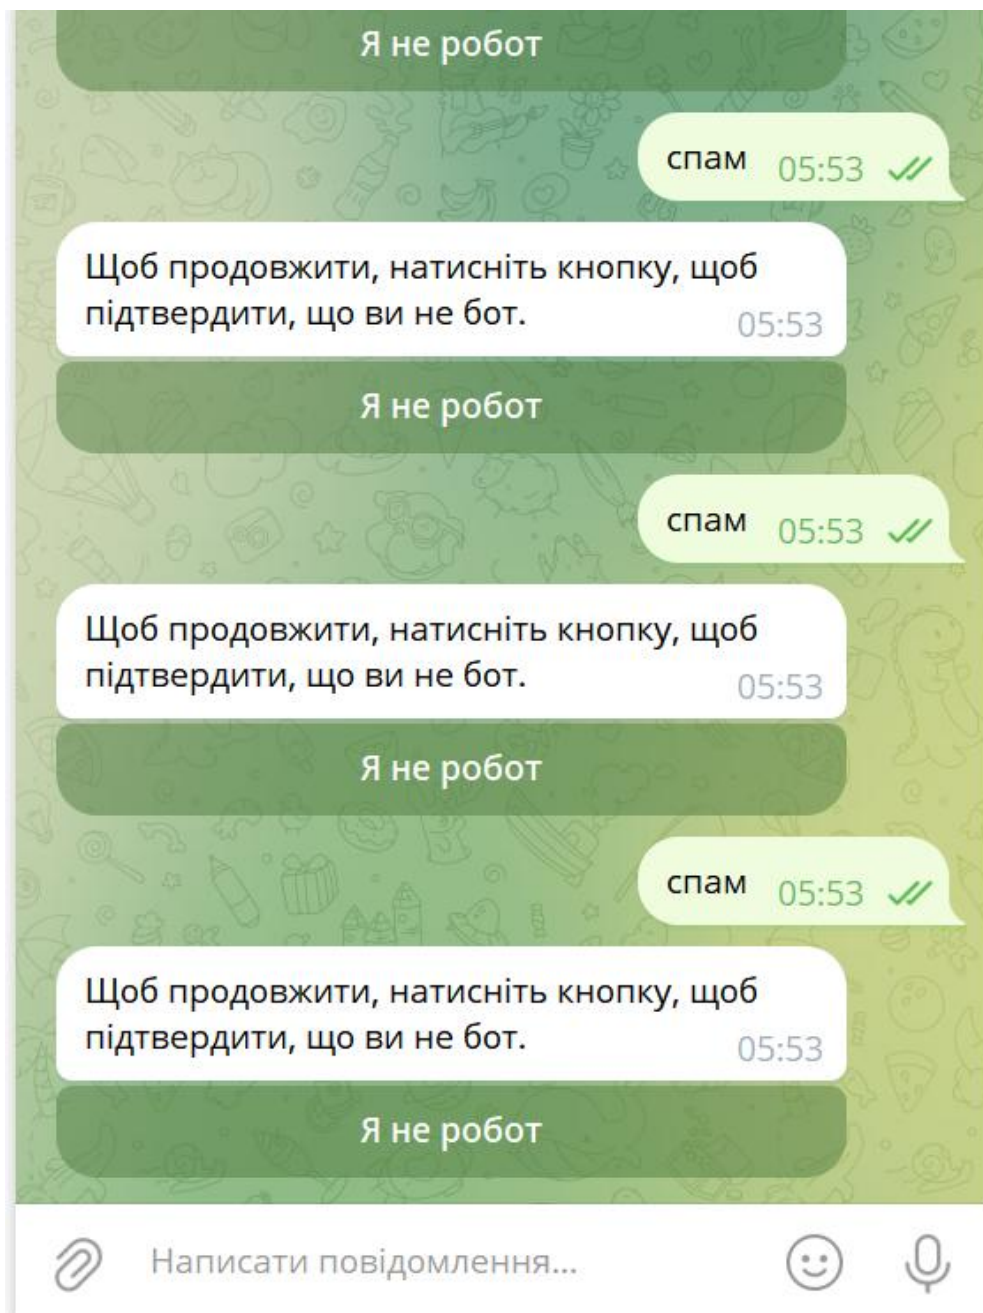 Я не робот
спам 05:53
Щоб продовжити, натисніть кнопку, щоб
підтвердити, що ви не бот. 05:53
Я не робот
спам 05:53
Щоб продовжити, натисніть кнопку, щоб
підтвердити, що ви не бот. 05:53
Я не робот
спам 05:53
Щоб продовжити, натисніть кнопку, щоб
підтвердити, що ви не бот. 05:53
Я не робот
Написати повідомлення...